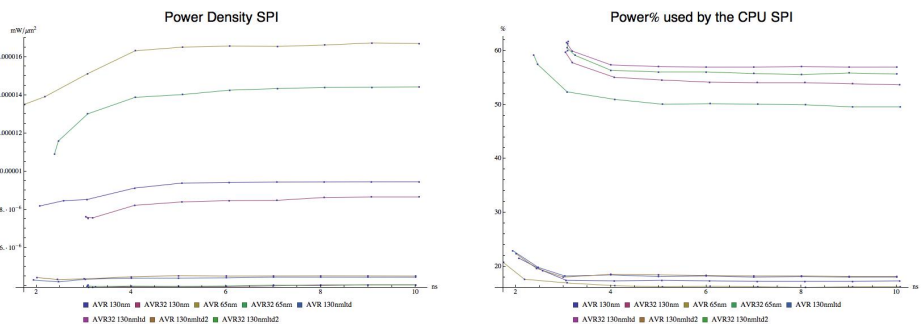 Power Density SPI
mW/μm²
.000016
.000014
.000012
.00001
8. · 10⁻⁶
6. · 10⁻⁶
2 4 6 8 10 ns
AVR 130nm AVR32 130nm AVR 65nm AVR32 65nm AVR 130nmltd
AVR32 130nmltd AVR 130nmltd2 AVR32 130nmltd2
Power% used by the CPU SPI
%
60
50
40
30
20
2 4 6 8 10 ns
AVR 130nm AVR32 130nm AVR 65nm AVR32 65nm AVR 130nmltd
AVR32 130nmltd AVR 130nmltd2 AVR32 130nmltd2